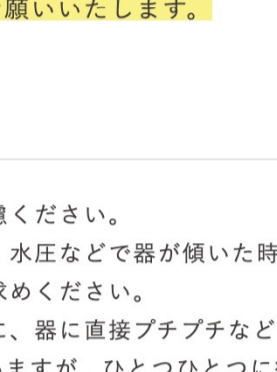 願いいたします。
慮ください。
水圧などで器が傾いた時
求めください。
に、器に直接プチプチなど
いますが、ひとつひとつに